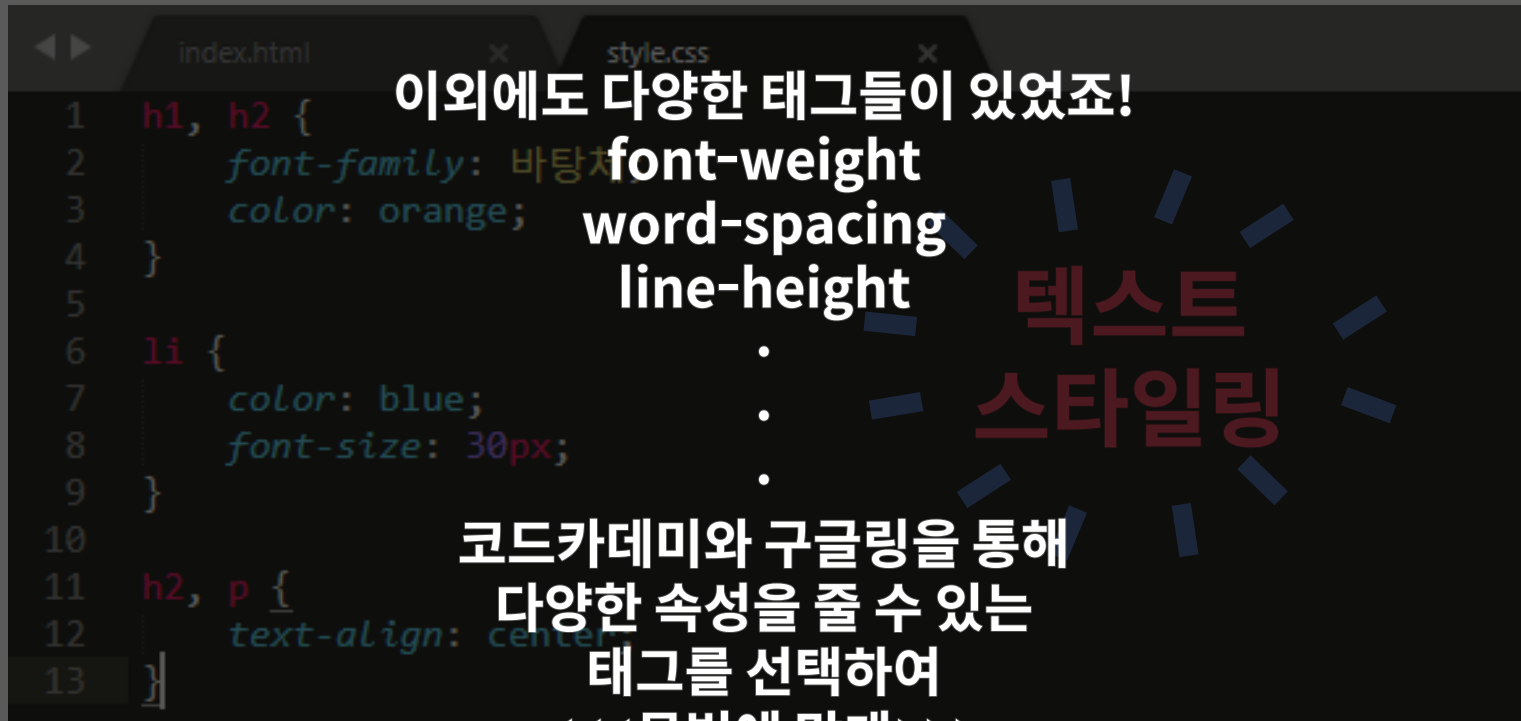 index.html
style.css
이외에도 다양한 태그들이 있었죠!
font-weight
word-spacing
line-height
.
.
.
코드카데미와 구글링을 통해
다양한 속성을 줄 수 있는
태그를 선택하여
1 h1, h2 {
2 font-family: 바탕체;
3 color: orange;
4 }
5
6 li {
7 color: blue;
8 font-size: 30px;
9 }
10
11 h2, p {
12 text-align: center;
13 }
텍스트
스타일링